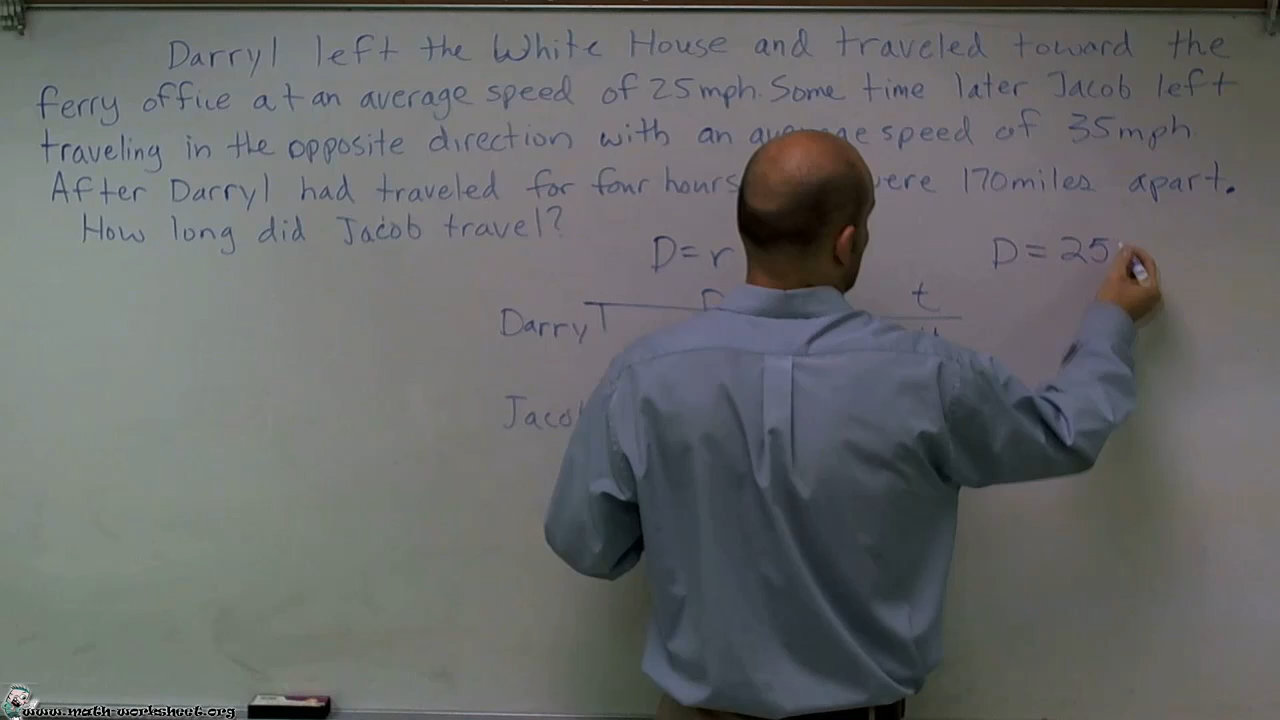 Darryl left the White House and traveled toward the
ferry office at an average speed of 25mph. Some time later Jacob left
traveling in the opposite direction with an average speed of 35mph
After Darryl had traveled for four hours were 170miles apart.
How long did Jacob travel?
D=r
D = 25
D t
Darryl
Jacob
www.math-worksheet.org